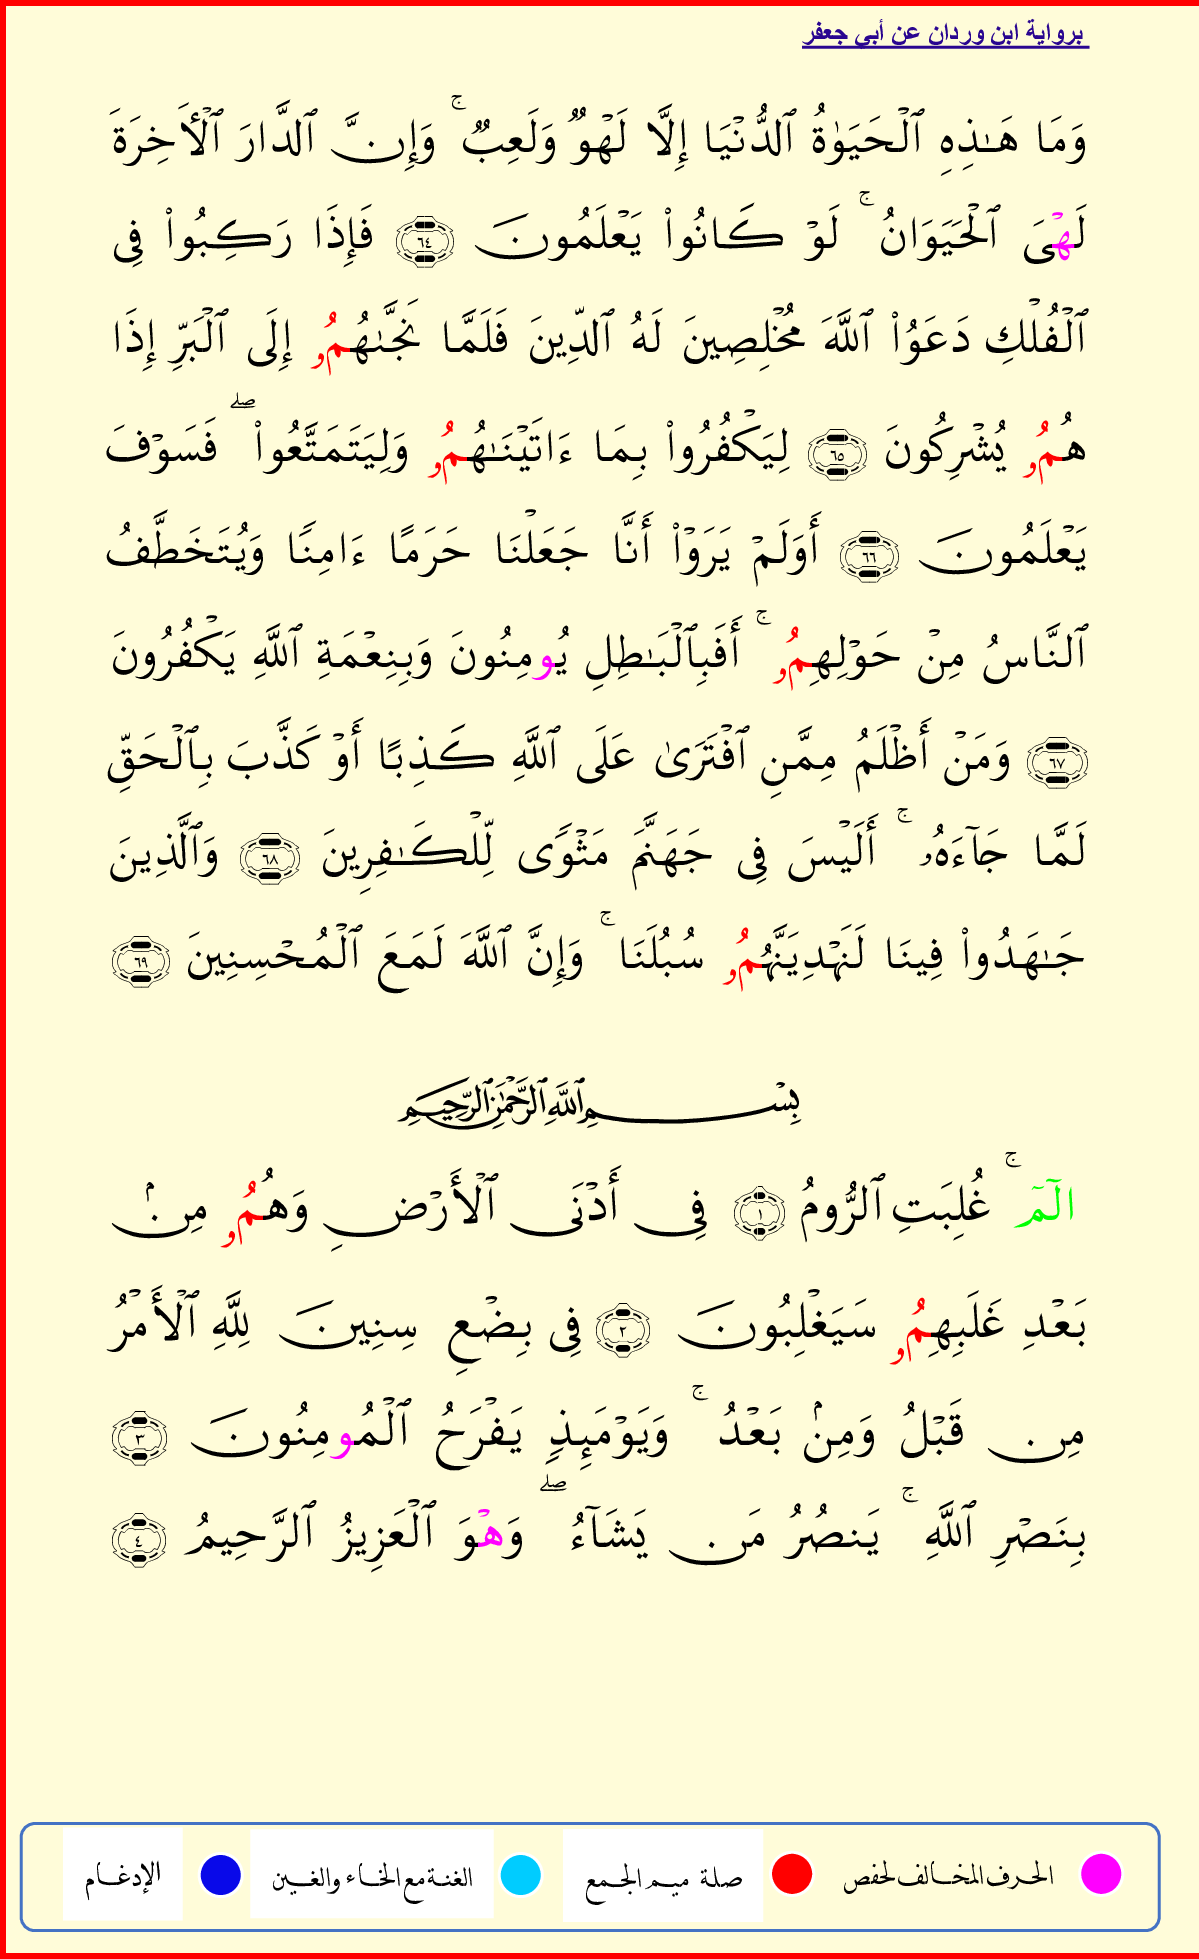 برواية ابن وردان عن أبي جعفر
وَمَا هَـٰذِهِ ٱلۡحَيَوٰةُ ٱلدُّنۡيَا إِلَّا لَهۡوٞ وَلَعِبٞۚ وَإِنَّ ٱلدَّارَ ٱلۡأٓخِرَةَ
لَهۡيَ ٱلۡحَيَوَانُۚ لَوۡ كَانُواْ يَعۡلَمُونَ ٦٤ فَإِذَا رَكِبُواْ فِي
ٱلۡفُلۡكِ دَعَوُاْ ٱللَّهَ مُخۡلِصِينَ لَهُ ٱلدِّينَ فَلَمَّا نَجَّىٰهُمُۥ إِلَى ٱلۡبَرِّ إِذَا
هُمُۥ يُشۡرِكُونَ ٦٥ لِيَكۡفُرُواْ بِمَا ءَاتَيۡنَـٰهُمُۥ وَلِيَتَمَتَّعُواْۖ فَسَوۡفَ
يَعۡلَمُونَ ٦٦ أَوَلَمۡ يَرَوۡاْ أَنَّا جَعَلۡنَا حَرَمًا ءَامِنٗا وَيُتَخَطَّفُ
ٱلنَّاسُ مِنۡ حَوۡلِهِمُۥۚ أَفَبِٱلۡبَـٰطِلِ يُومِنُونَ وَبِنِعۡمَةِ ٱللَّهِ يَكۡفُرُونَ
٦٧ وَمَنۡ أَظۡلَمُ مِمَّنِ ٱفۡتَرَىٰ عَلَى ٱللَّهِ كَذِبًا أَوۡ كَذَّبَ بِٱلۡحَقِّ
لَمَّا جَآءَهُۥۚ أَلَيۡسَ فِي جَهَنَّمَ مَثۡوٗى لِّلۡكَـٰفِرِينَ ٦٨ وَٱلَّذِينَ
جَـٰهَدُواْ فِينَا لَنَهۡدِيَنَّهُمُۥ سُبُلَنَاۚ وَإِنَّ ٱللَّهَ لَمَعَ ٱلۡمُحۡسِنِينَ ٦٩
بِسۡمِ ٱللَّهِ ٱلرَّحۡمَـٰنِ ٱلرَّحِيمِ
الٓمٓۚ غُلِبَتِ ٱلرُّومُ ١ فِي أَدۡنَى ٱلۡأَرۡضِ وَهُمُۥ مِنۢ
بَعۡدِ غَلَبِهِمُۥ سَيَغۡلِبُونَ ٢ فِي بِضۡعِ سِنِينَ لِلَّهِ ٱلۡأَمۡرُ
مِن قَبۡلُ وَمِنۢ بَعۡدُۚ وَيَوۡمَئِذٖ يَفۡرَحُ ٱلۡمُومِنُونَ ٣
بِنَصۡرِ ٱللَّهِۚ يَنصُرُ مَن يَشَآءُۖ وَهۡوَ ٱلۡعَزِيزُ ٱلرَّحِيمُ ٤
الحرف المخالف لحفص صلة ميم الجمع الغنة مع الخاء والغين الإدغام